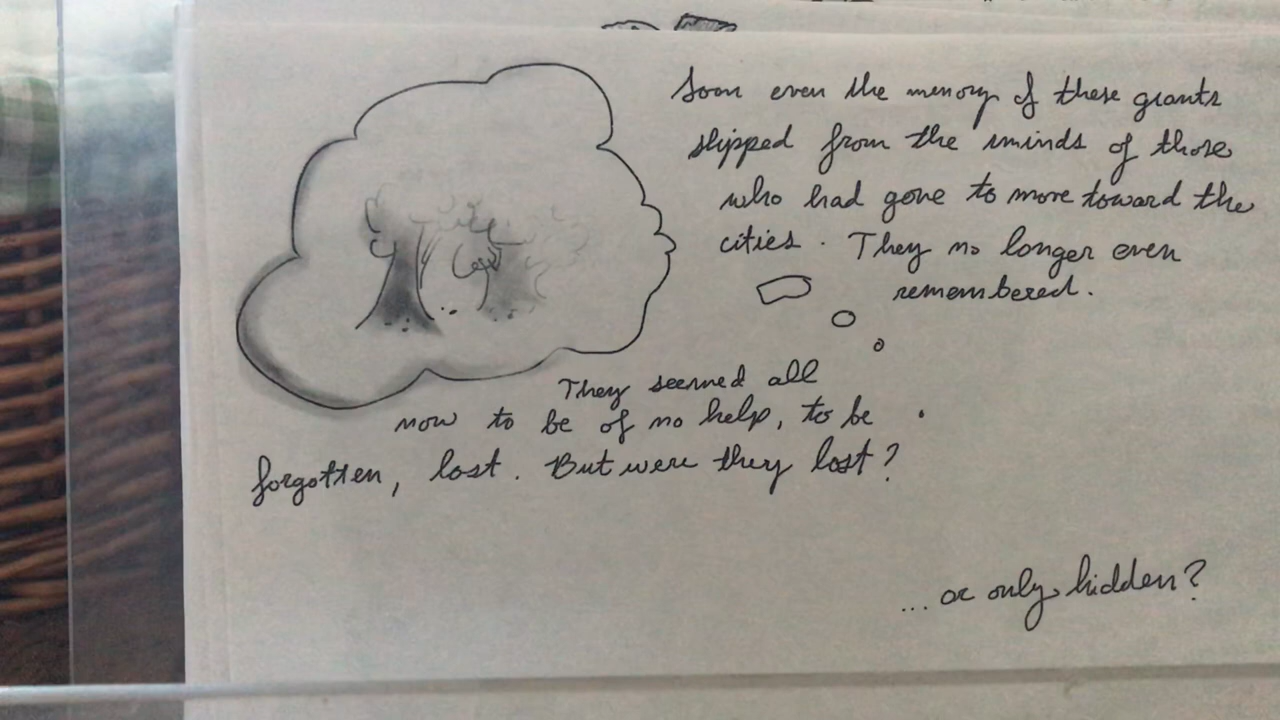 Soon even the memory of these giants
slipped from the minds of those
who had gone to move toward the
cities. They no longer even
remembered.
They seemed all
now to be of no help, to be
forgotten, lost. But were they lost?
... or only hidden?